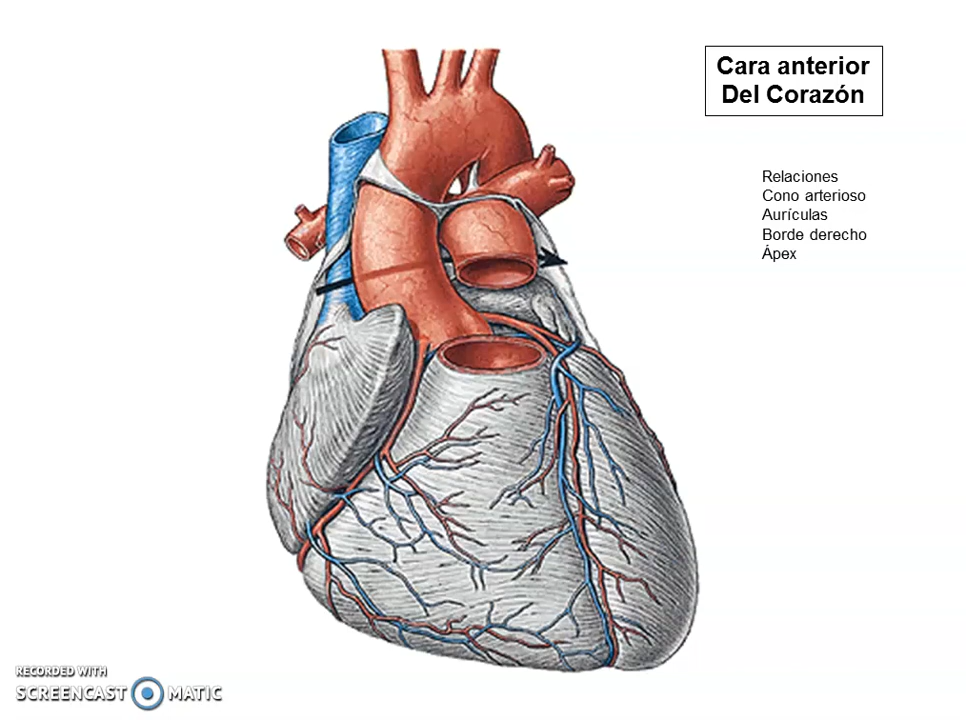 Cara anterior
Del Corazón
Relaciones
Cono arterioso
Aurículas
Borde derecho
Ápex
RECORDED WITH
SCREENCAST MATIC